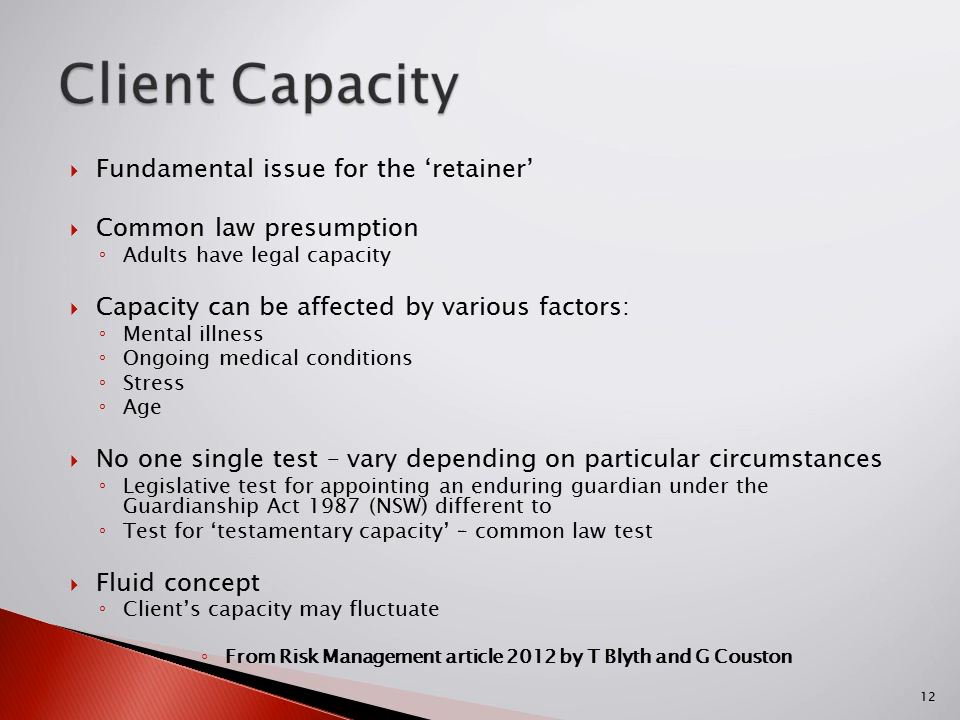 Client Capacity
Fundamental issue for the ‘retainer’
Common law presumption
Adults have legal capacity
Capacity can be affected by various factors:
Mental illness
Ongoing medical conditions
Stress
Age
No one single test – vary depending on particular circumstances
Legislative test for appointing an enduring guardian under the
Guardianship Act 1987 (NSW) different to
Test for ‘testamentary capacity’ – common law test
Fluid concept
Client’s capacity may fluctuate
From Risk Management article 2012 by T Blyth and G Couston
12